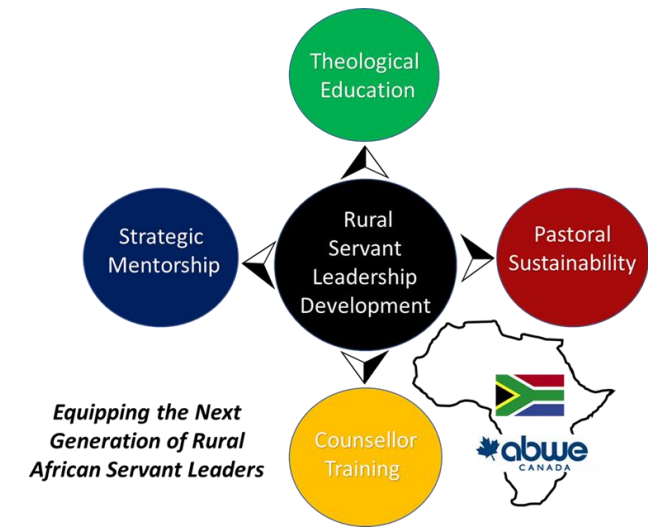 Theological
Education
Strategic
Mentorship
Rural
Servant
Leadership
Development
Pastoral
Sustainability
Equipping the Next
Generation of Rural
African Servant Leaders
Counsellor
Training
abwe
CANADA